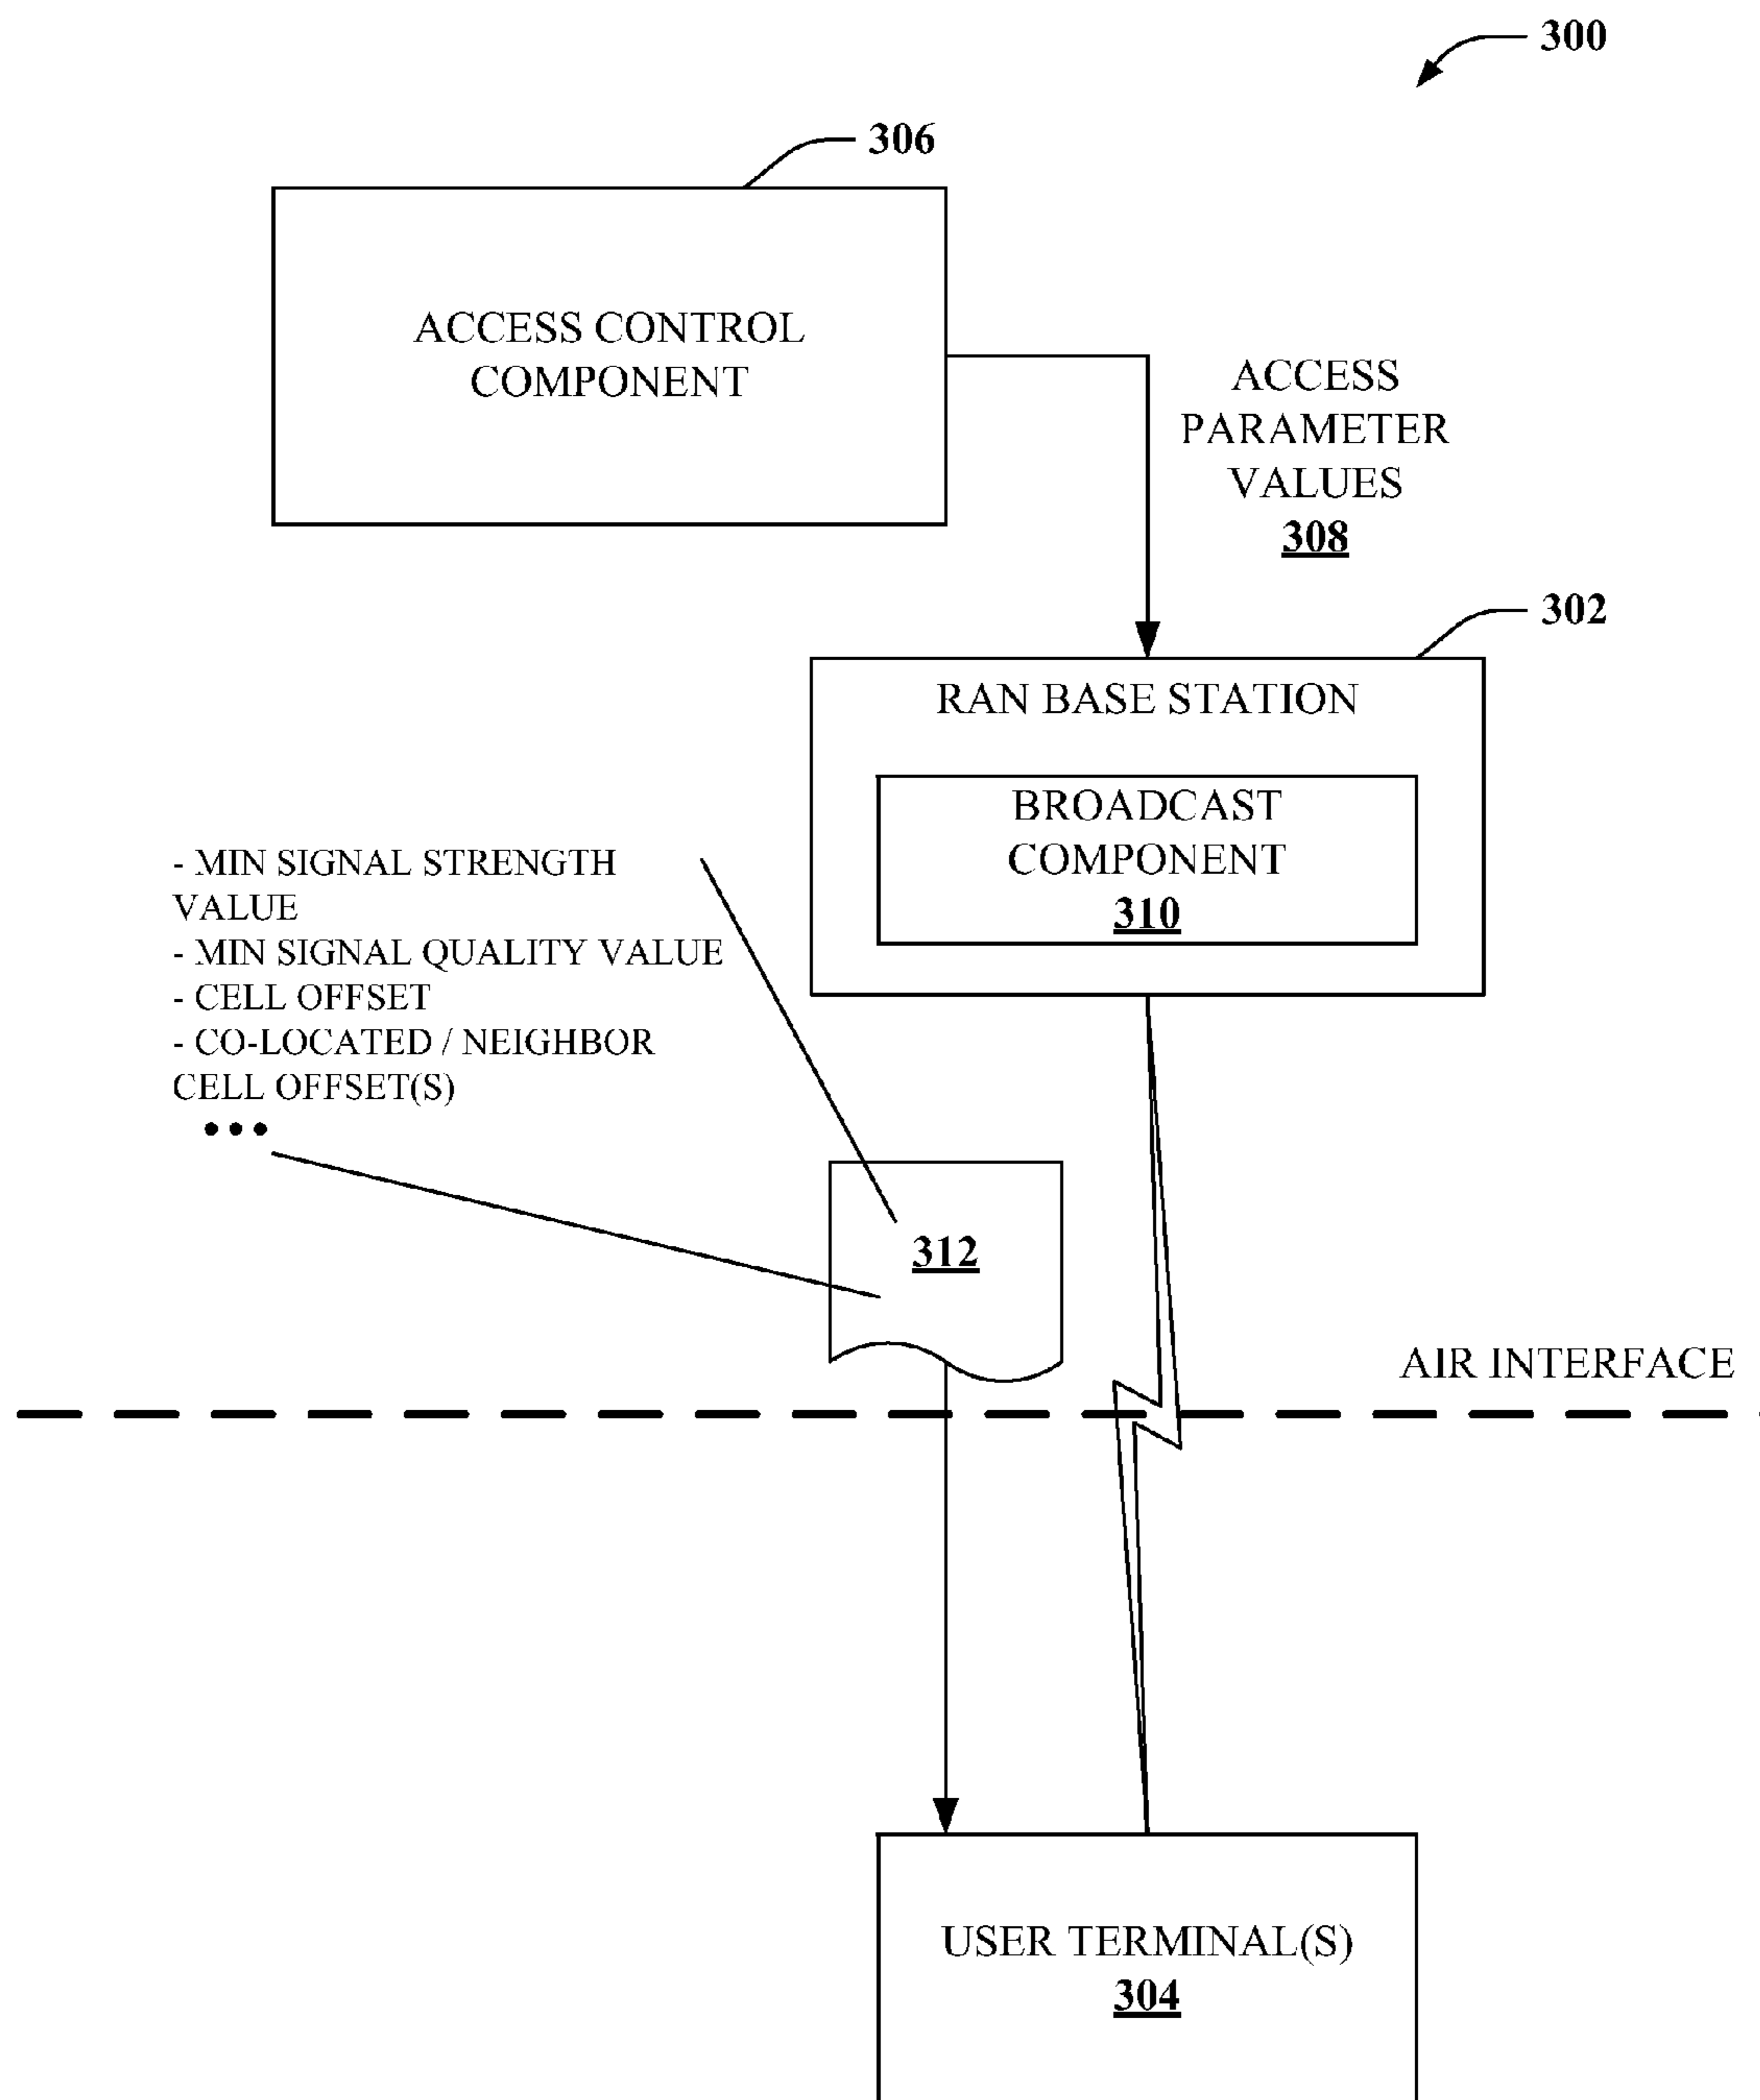 300
306
ACCESS CONTROL
COMPONENT
ACCESS
PARAMETER
VALUES
308
302
RAN BASE STATION
BROADCAST
COMPONENT
310
- MIN SIGNAL STRENGTH
VALUE
- MIN SIGNAL QUALITY VALUE
- CELL OFFSET
- CO-LOCATED / NEIGHBOR
CELL OFFSET(S)
•••
312
AIR INTERFACE
USER TERMINAL(S)
304